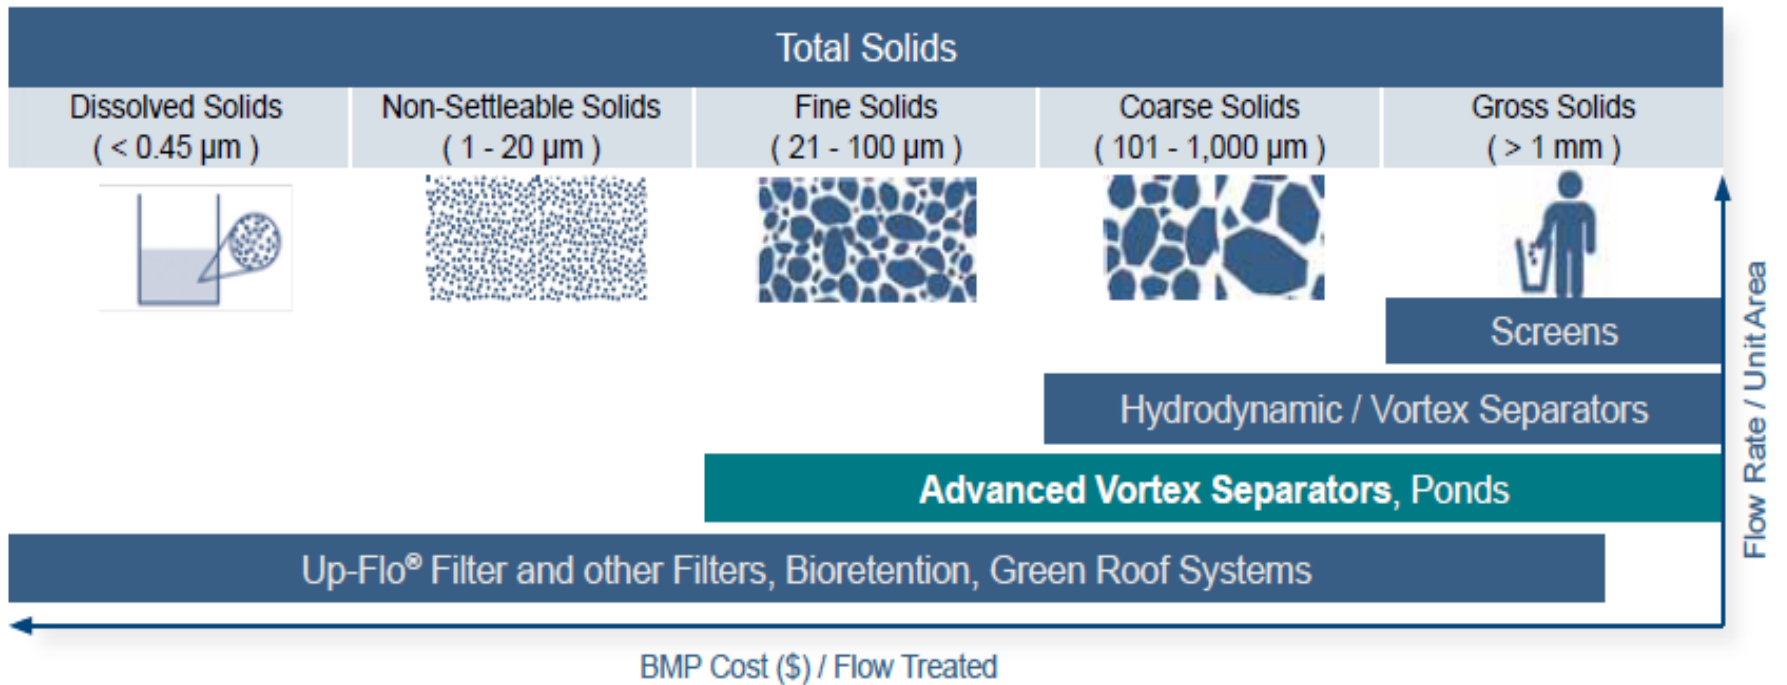 Total Solids
Dissolved Solids
( < 0.45 µm )
Non-Settleable Solids
( 1 - 20 µm )
Fine Solids
( 21 - 100 µm )
Coarse Solids
( 101 - 1,000 µm )
Gross Solids
( > 1 mm )
Screens
Hydrodynamic / Vortex Separators
Advanced Vortex Separators, Ponds
Up-Flo® Filter and other Filters, Bioretention, Green Roof Systems
BMP Cost ($) / Flow Treated
Flow Rate / Unit Area